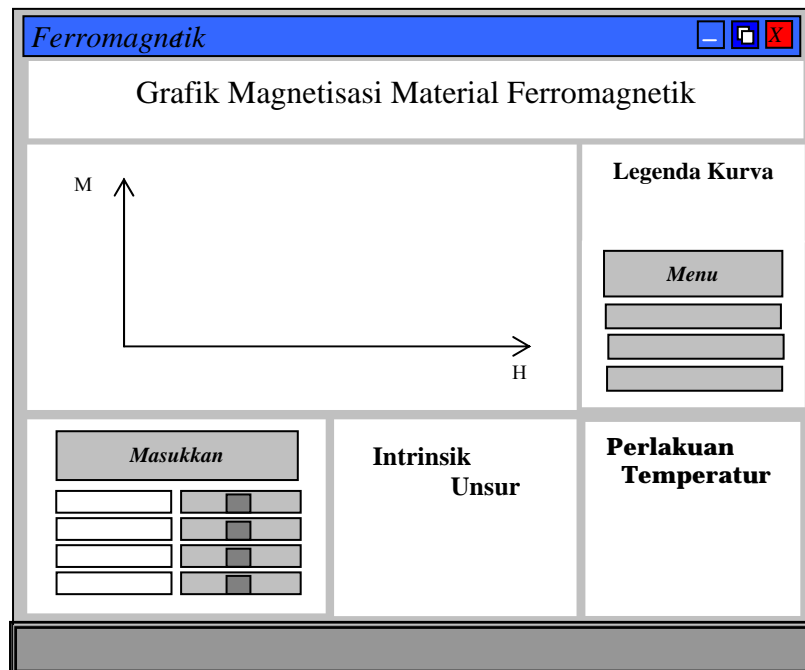 Ferromagnetik
X
Grafik Magnetisasi Material Ferromagnetik
M
H
Legenda Kurva
Menu
Masukkan
Intrinsik
Unsur
Perlakuan
Temperatur